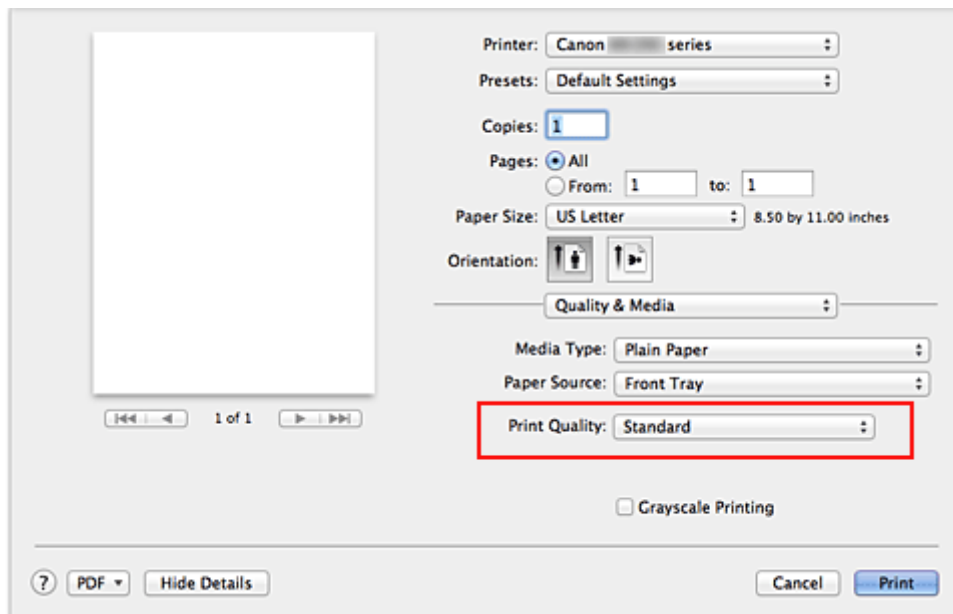 Printer: Canon series
Presets: Default Settings
Copies: 1
Pages: All
From: 1 to: 1
Paper Size: US Letter 8.50 by 11.00 inches
Orientation:
Quality & Media
Media Type: Plain Paper
Paper Source: Front Tray
1 of 1
Print Quality: Standard
Grayscale Printing
? PDF Hide Details Cancel Print